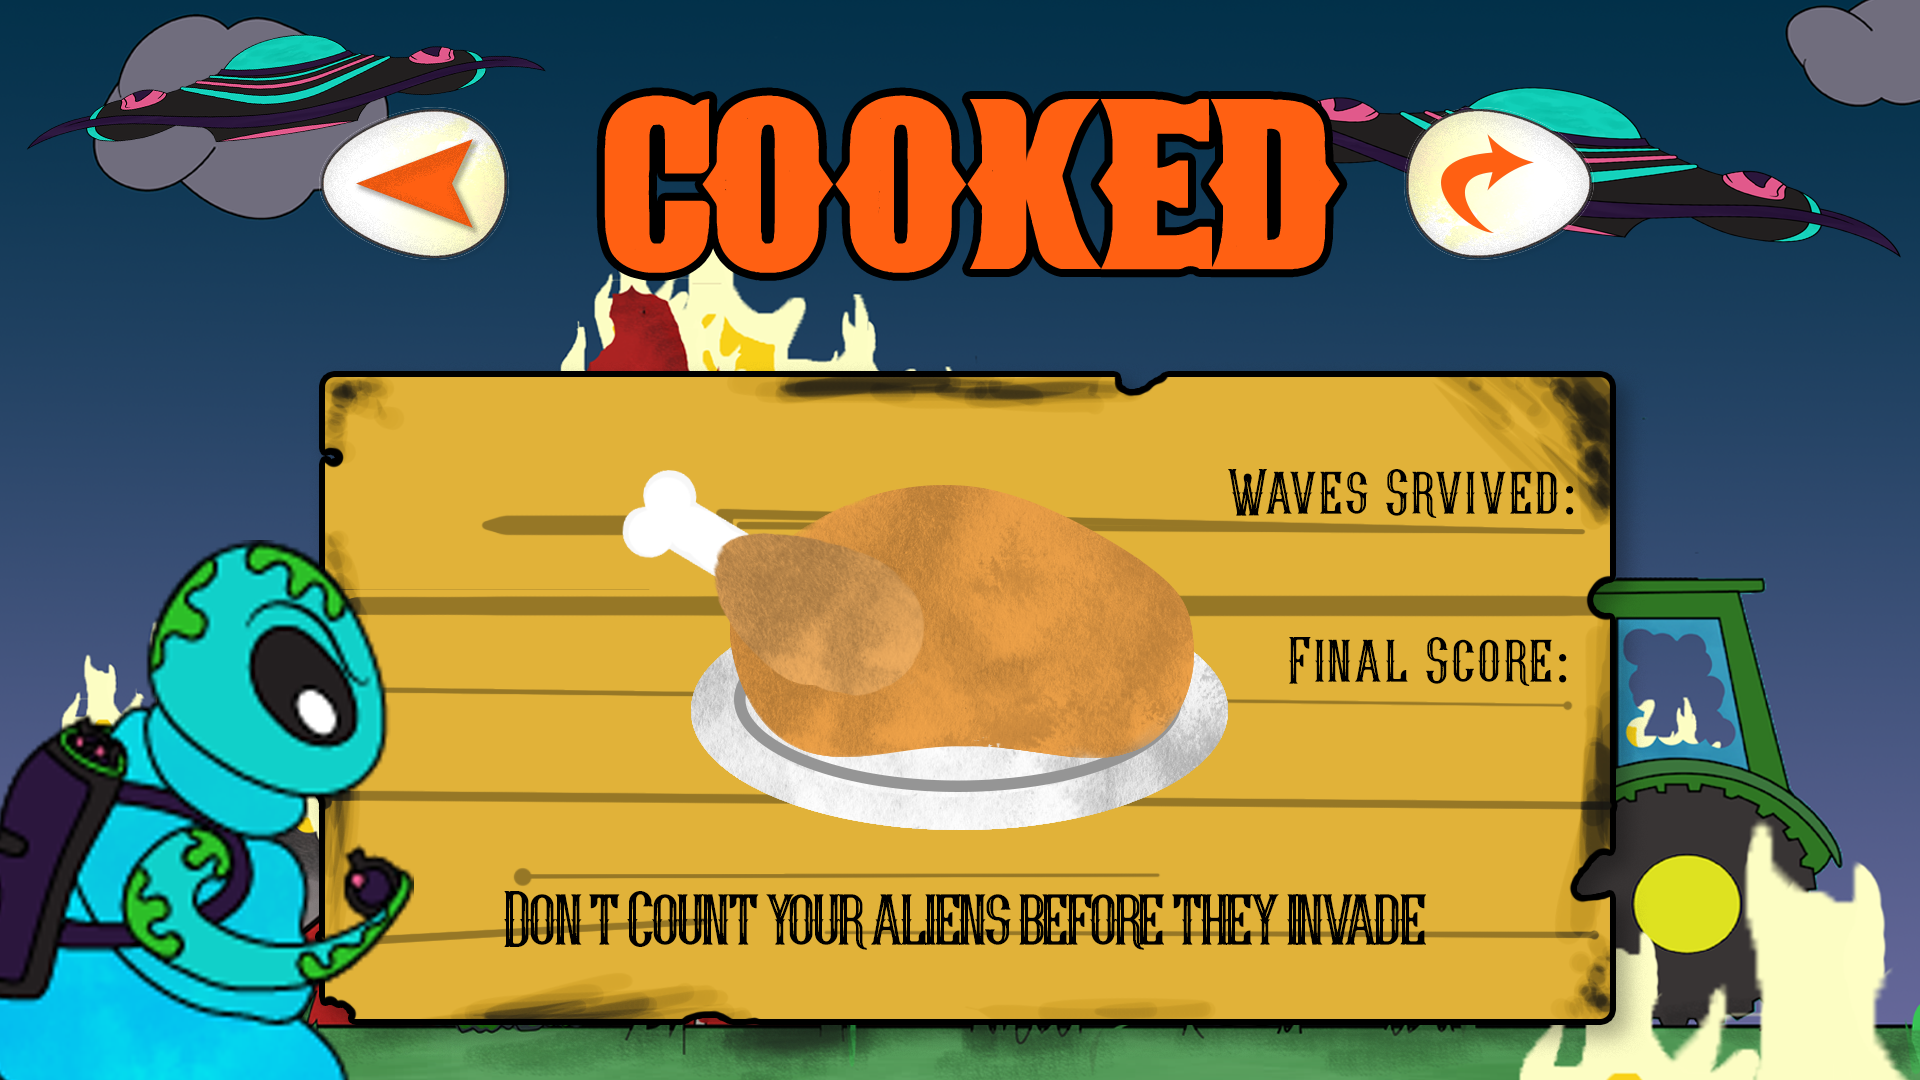 COOKED
WAVES SRVIVED:
FINAL SCORE:
DON T COUNT YOUR ALIENS BEFORE THEY INVADE